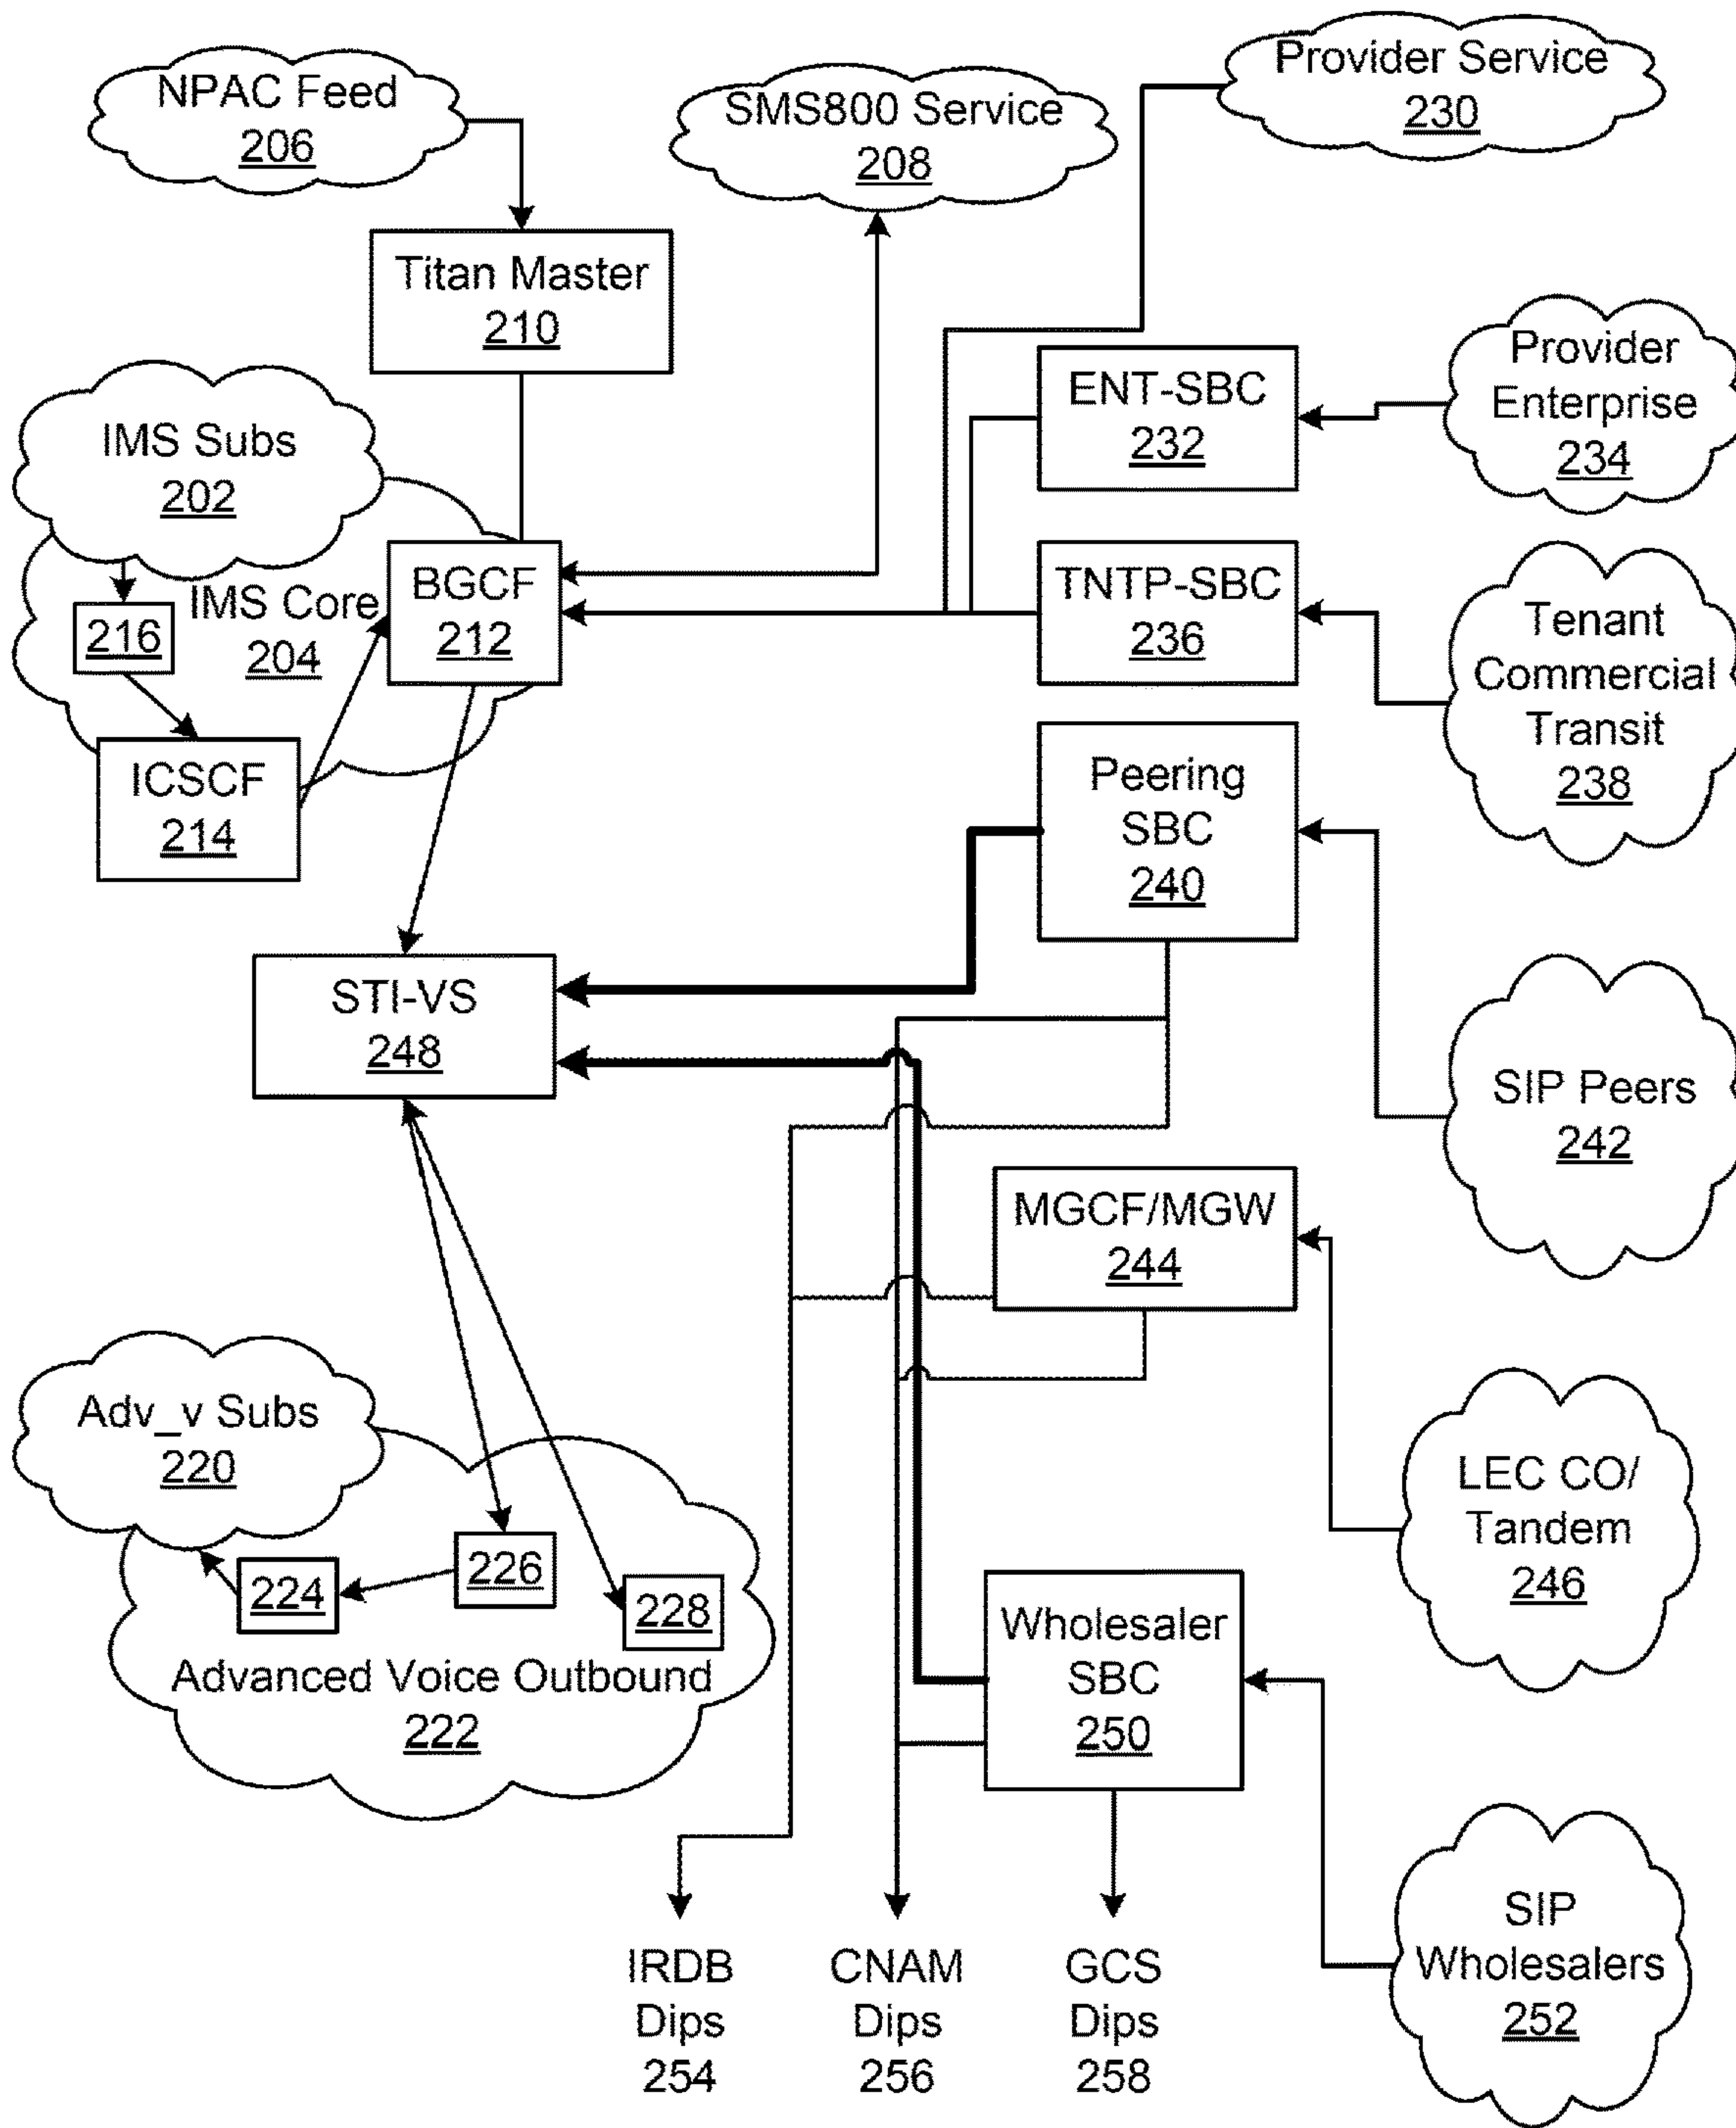 NPAC Feed
206
SMS800 Service
208
Provider Service
230
Titan Master
210
ENT-SBC
232
Provider
Enterprise
234
IMS Subs
202
BGCF
212
IMS Core
204
216
TNTP-SBC
236
Tenant
Commercial
Transit
238
ICSCF
214
Peering
SBC
240
STI-VS
248
SIP Peers
242
MGCF/MGW
244
Adv_v Subs
220
LEC CO/
Tandem
246
224
226
228
Advanced Voice Outbound
222
Wholesaler
SBC
250
SIP
Wholesalers
252
IRDB
Dips
254
CNAM
Dips
256
GCS
Dips
258